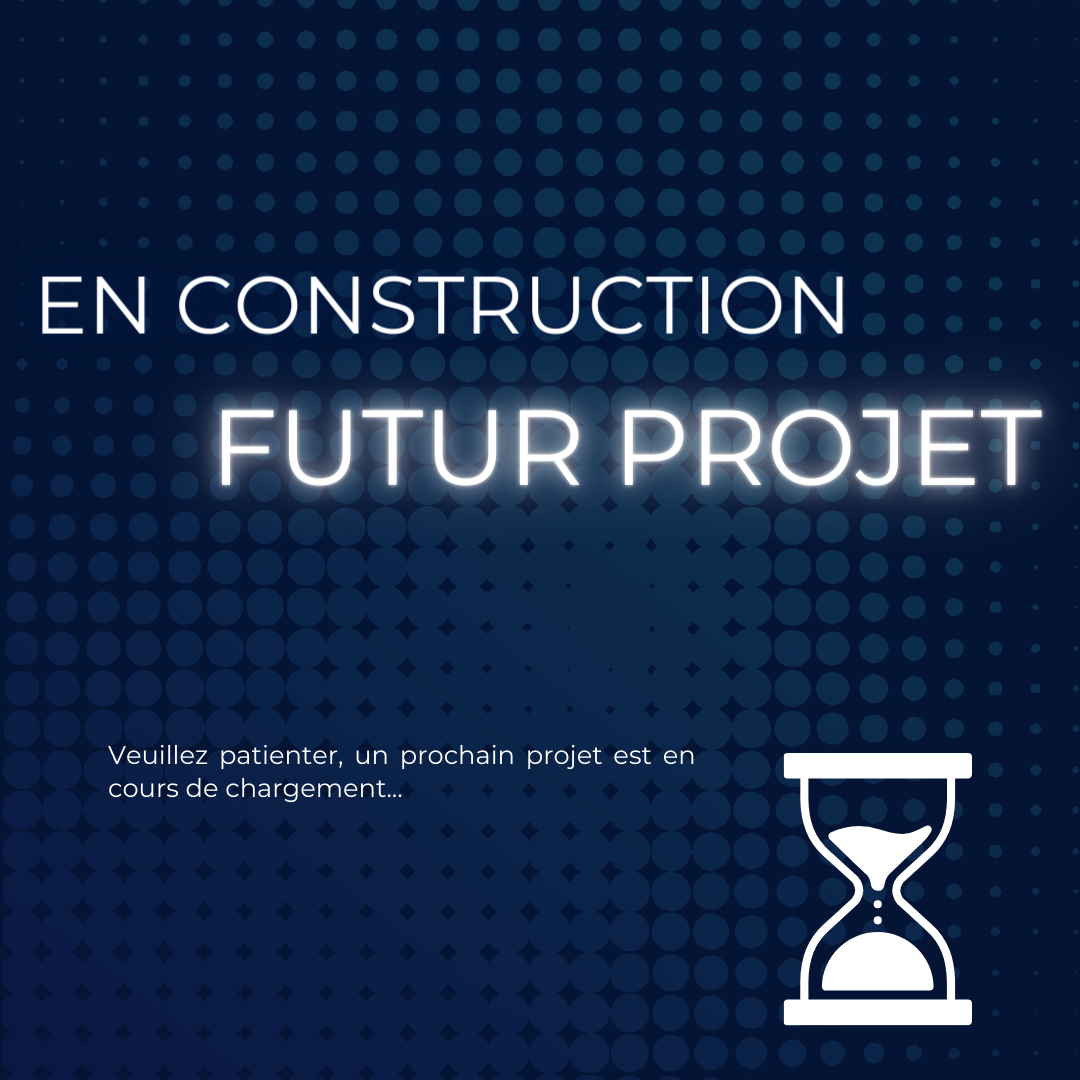 EN CONSTRUCTION
FUTUR PROJET
Veuillez patienter, un prochain projet est en
cours de chargement...